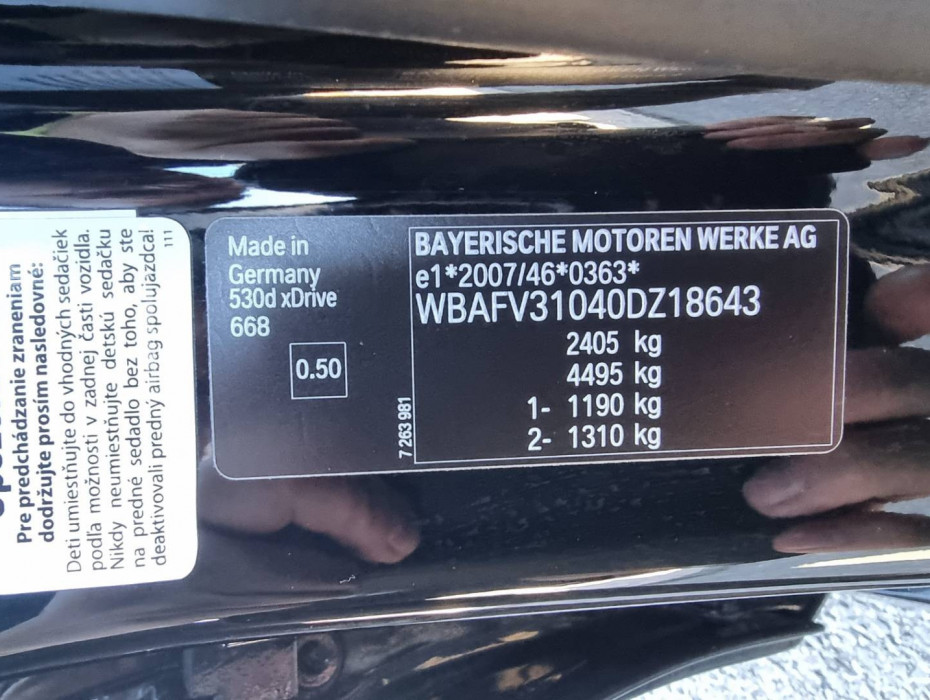 Pre predchádzanie zraneniam
dodržujte prosím nasledovné:
Deti umiestňujte do vhodných sedačiek
podľa možnosti v zadnej časti vozidla.
Nikdy neumiestňujte detskú sedačku
na predné sedadlo bez toho, aby ste
deaktivovali predný airbag spolujazdca!
111
Made in
Germany
530d xDrive
668
0.50
7 263 981
BAYERISCHE MOTOREN WERKE AG
e1*2007/46*0363*
WBAFV31040DZ18643
2405 kg
4495 kg
1- 1190 kg
2- 1310 kg